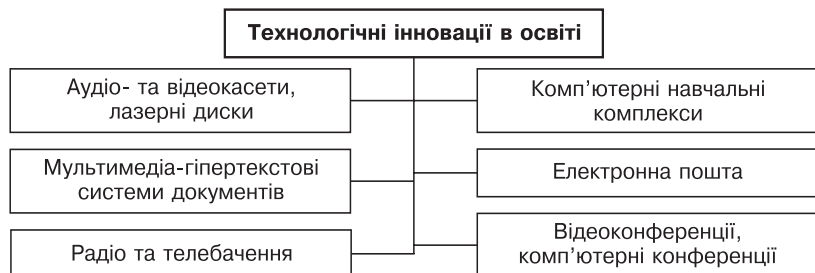 Технологічні інновації в освіті
Аудіо- та відеокасети,
лазерні диски
Комп’ютерні навчальні
комплекси
Мультимедіа-гіпертекстові
системи документів
Електронна пошта
Радіо та телебачення
Відеоконференції,
комп’ютерні конференції